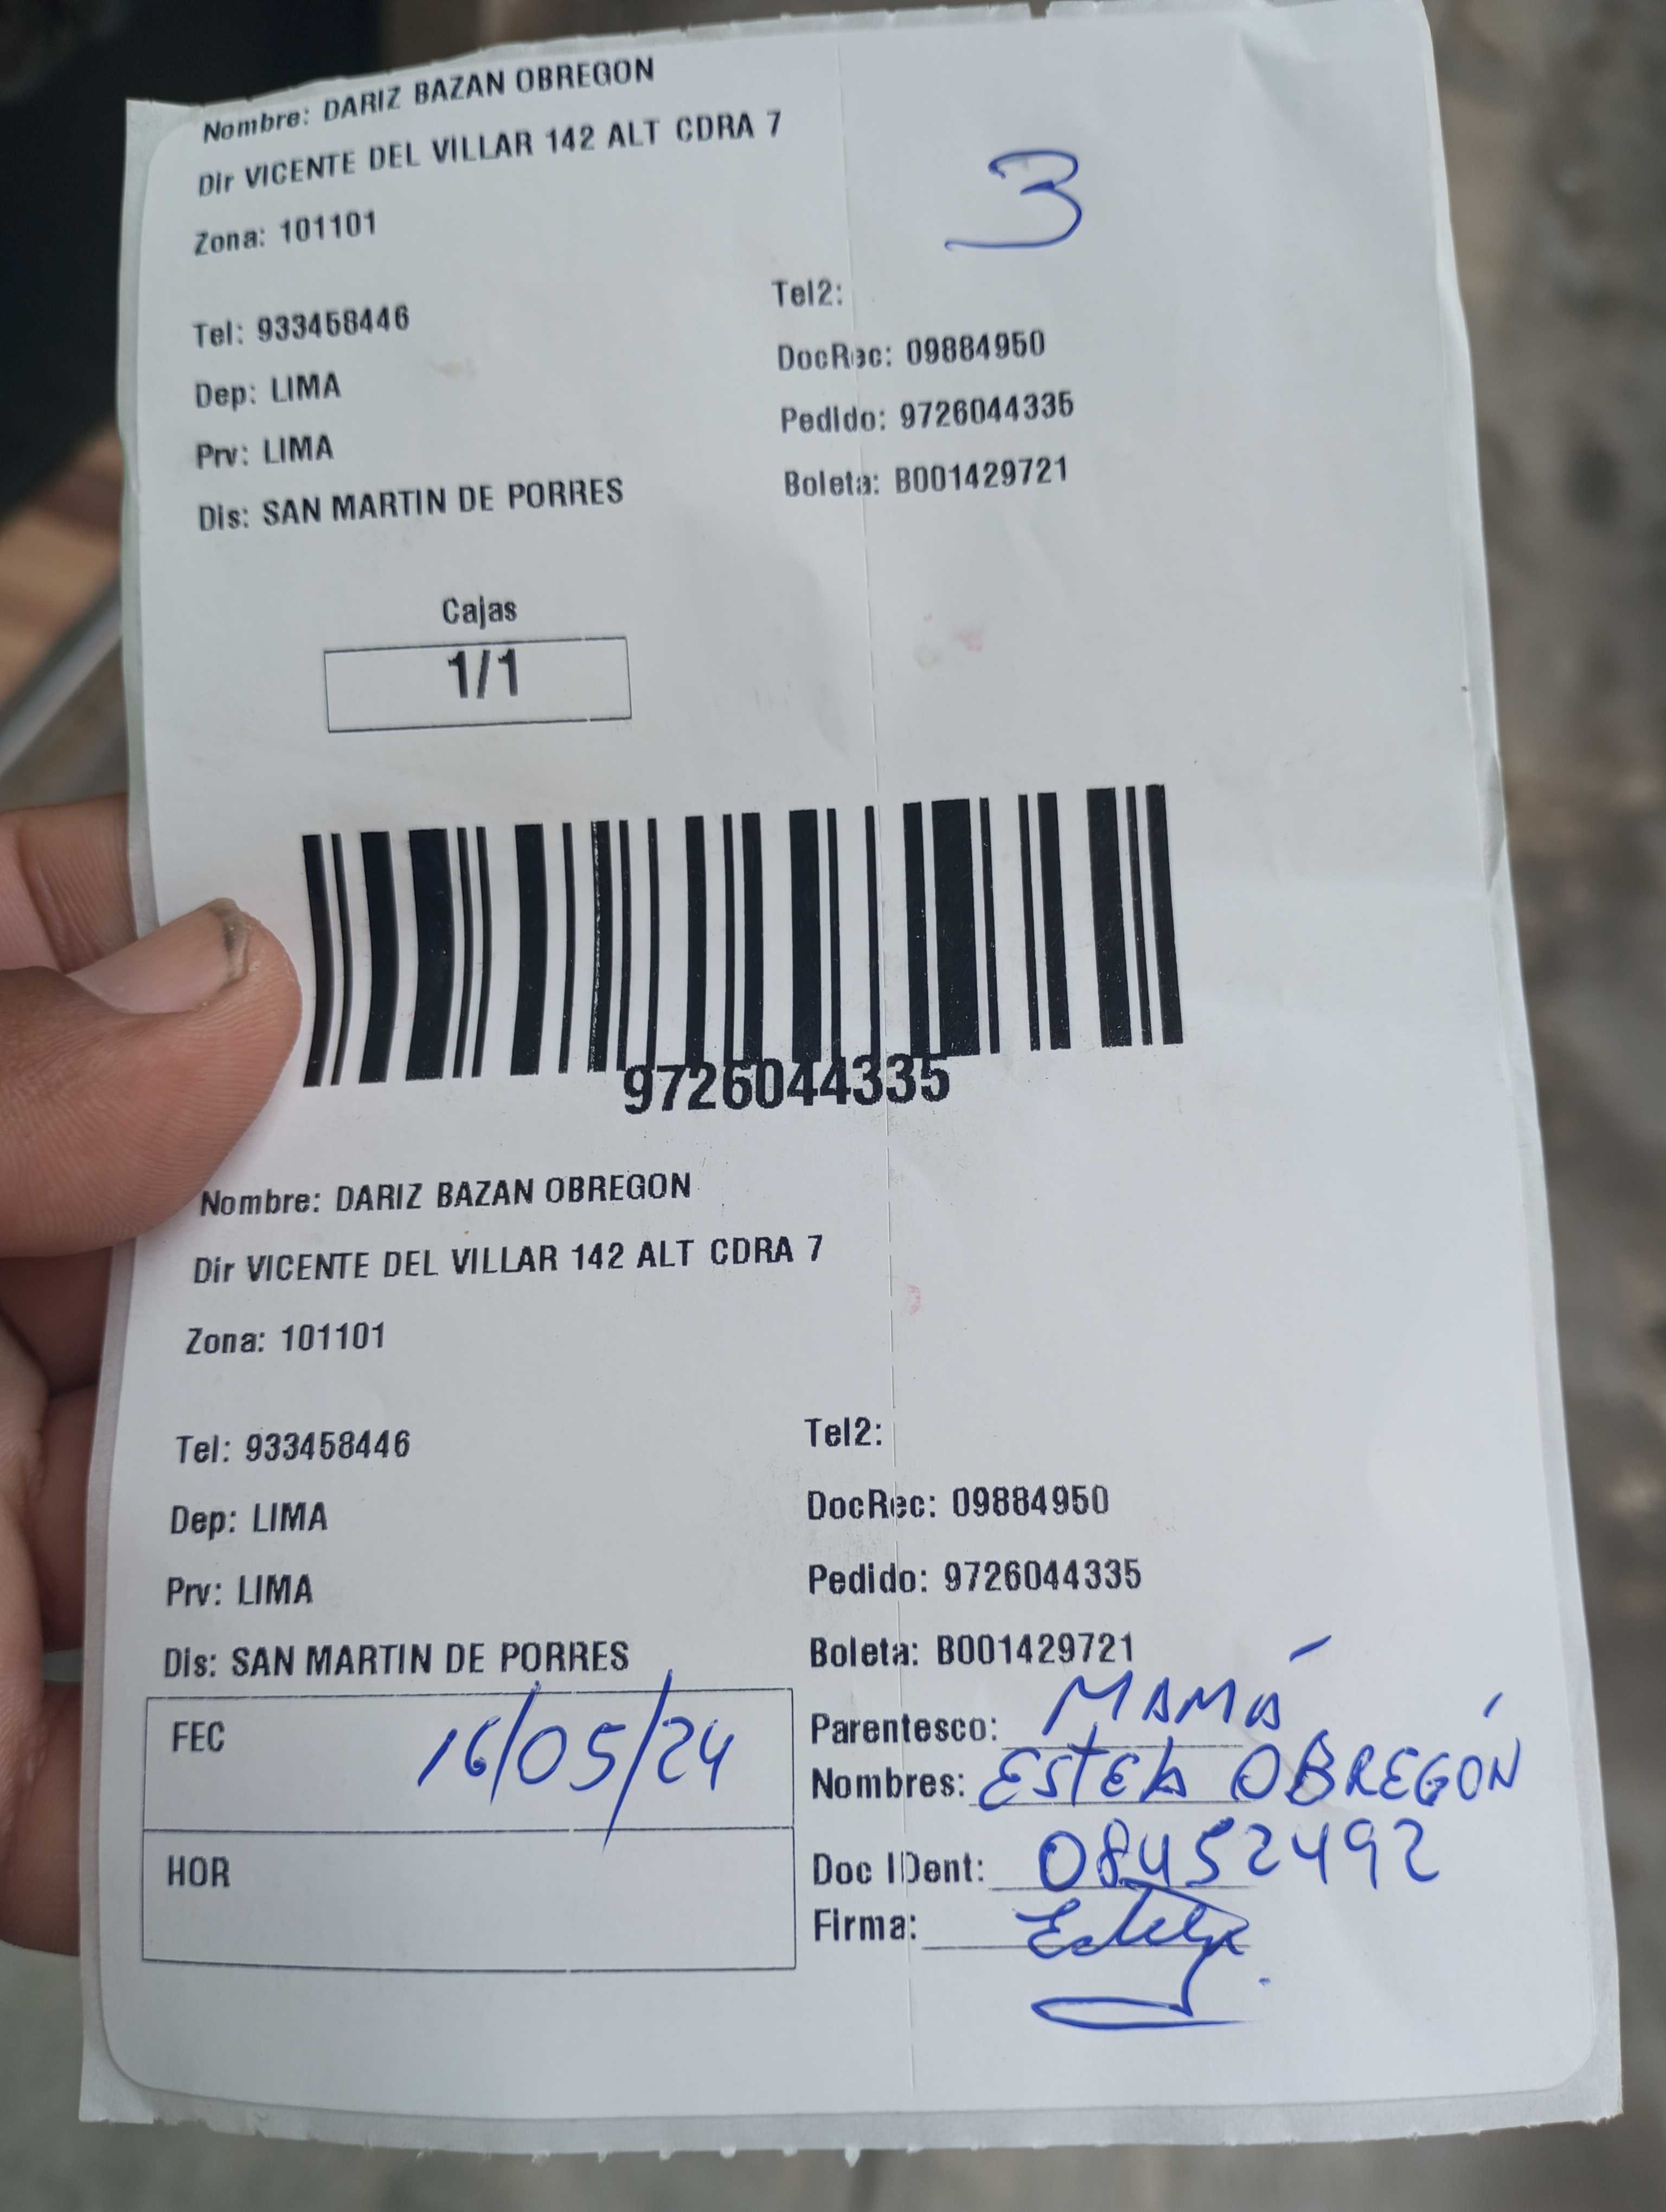 Nombre: DARIZ BAZAN OBREGON
Dir VICENTE DEL VILLAR 142 ALT CDRA 7
3
Zona: 101101
Tel: 933458446
Tel2:
Dep: LIMA
DocRec: 09884950
Prv: LIMA
Pedido: 9726044335
Dis: SAN MARTIN DE PORRES
Boleta: B001429721
Cajas
1/1
9726044335
Nombre: DARIZ BAZAN OBREGON
Dir VICENTE DEL VILLAR 142 ALT CDRA 7
Zona: 101101
Tel: 933458446
Tel2:
Dep: LIMA
DocRec: 09884950
Prv: LIMA
Pedido: 9726044335
Dis: SAN MARTIN DE PORRES
Boleta: B001429721
FEC 16/05/24
Parentesco: MAMÁ
Nombres: ESTELA OBREGÓN
HOR
Doc IDent: 08452492
Firma: Estela